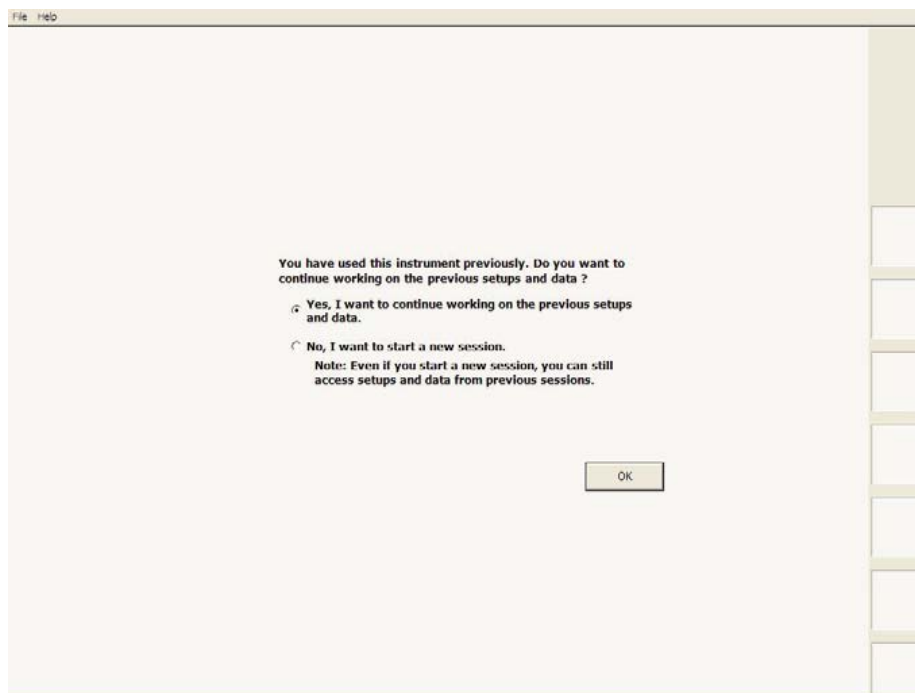 File Help
You have used this instrument previously. Do you want to
continue working on the previous setups and data ?
Yes, I want to continue working on the previous setups
and data.
No, I want to start a new session.
Note: Even if you start a new session, you can still
access setups and data from previous sessions.
OK